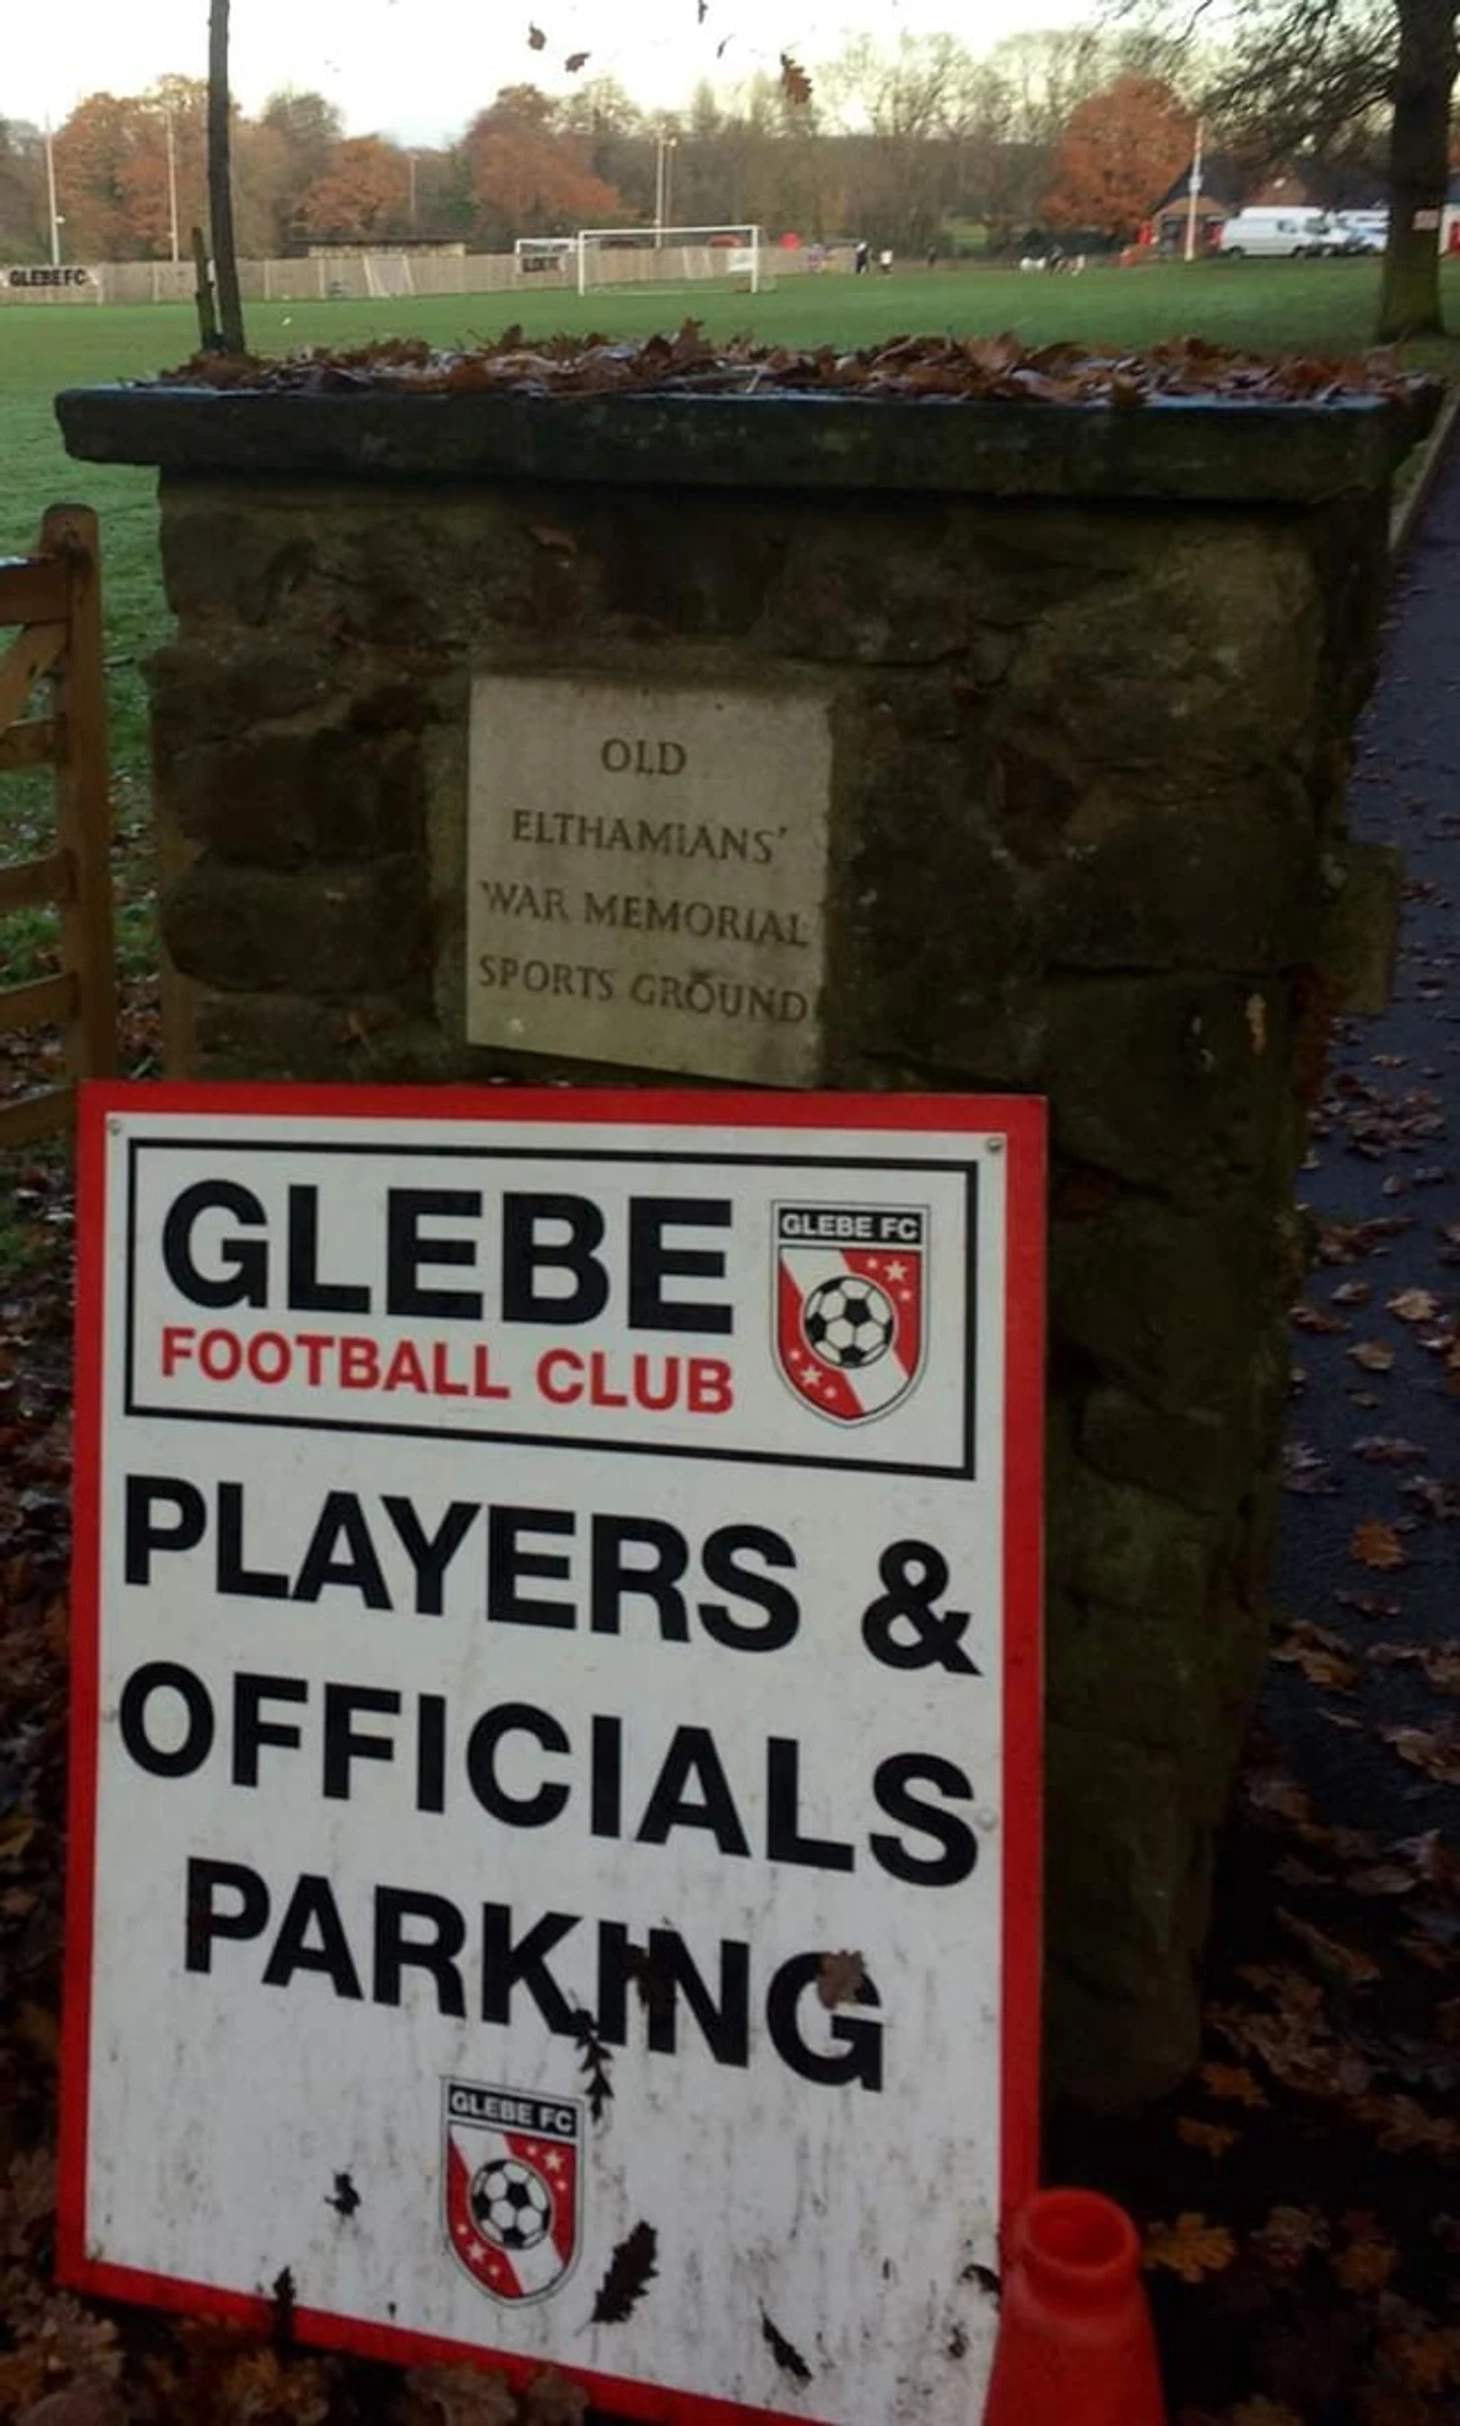 GLEBE FC
OLD
ELTHAMIANS'
WAR MEMORIAL
SPORTS GROUND
GLEBE
FOOTBALL CLUB
GLEBE FC
PLAYERS &
OFFICIALS
PARKING
GLEBE FC